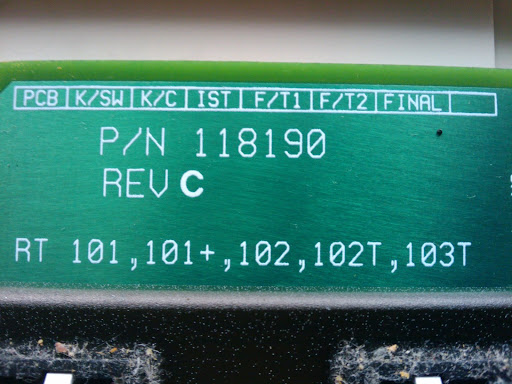 PCB K/SW K/C IST F/T1 F/T2 FINAL
P/N 118190
REV C
RT 101,101+,102,102T,103T